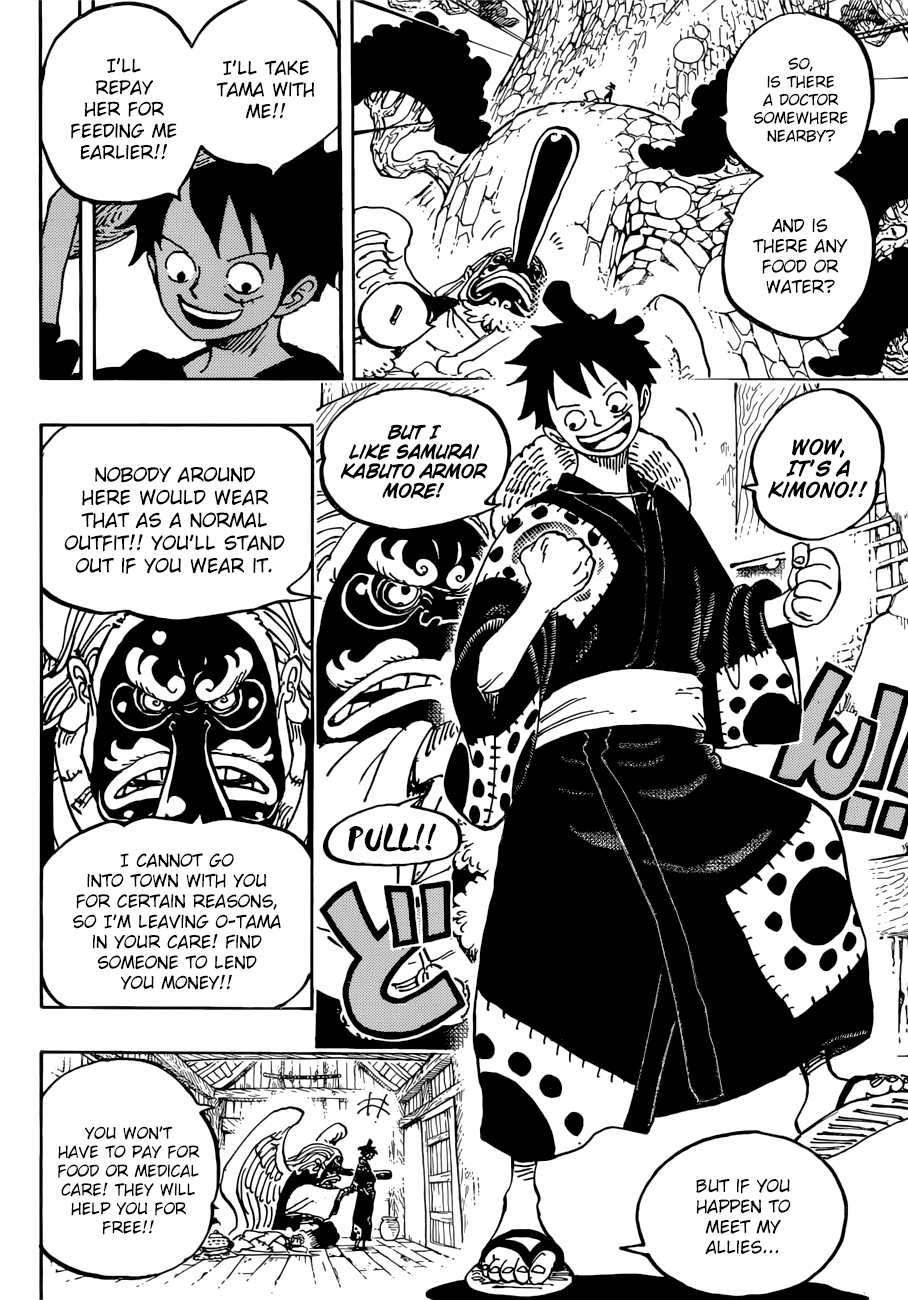 SO,
IS THERE
A DOCTOR
SOMEWHERE
NEARBY?
AND IS
THERE ANY
FOOD OR
WATER?
I'LL TAKE
TAMA WITH
ME!!
I'LL
REPAY
HER FOR
FEEDING ME
EARLIER!!
WOW,
IT'S A
KIMONO!!
BUT I
LIKE SAMURAI
KABUTO ARMOR
MORE!
ど
ん!!
PULL!!
NOBODY AROUND
HERE WOULD WEAR
THAT AS A NORMAL
OUTFIT!! YOU'LL STAND
OUT IF YOU WEAR IT.
I CANNOT GO
INTO TOWN WITH YOU
FOR CERTAIN REASONS,
SO I'M LEAVING O-TAMA
IN YOUR CARE! FIND
SOMEONE TO LEND
YOU MONEY!!
BUT IF YOU
HAPPEN TO
MEET MY
ALLIES...
YOU WON'T
HAVE TO PAY FOR
FOOD OR MEDICAL
CARE! THEY WILL
HELP YOU FOR
FREE!!